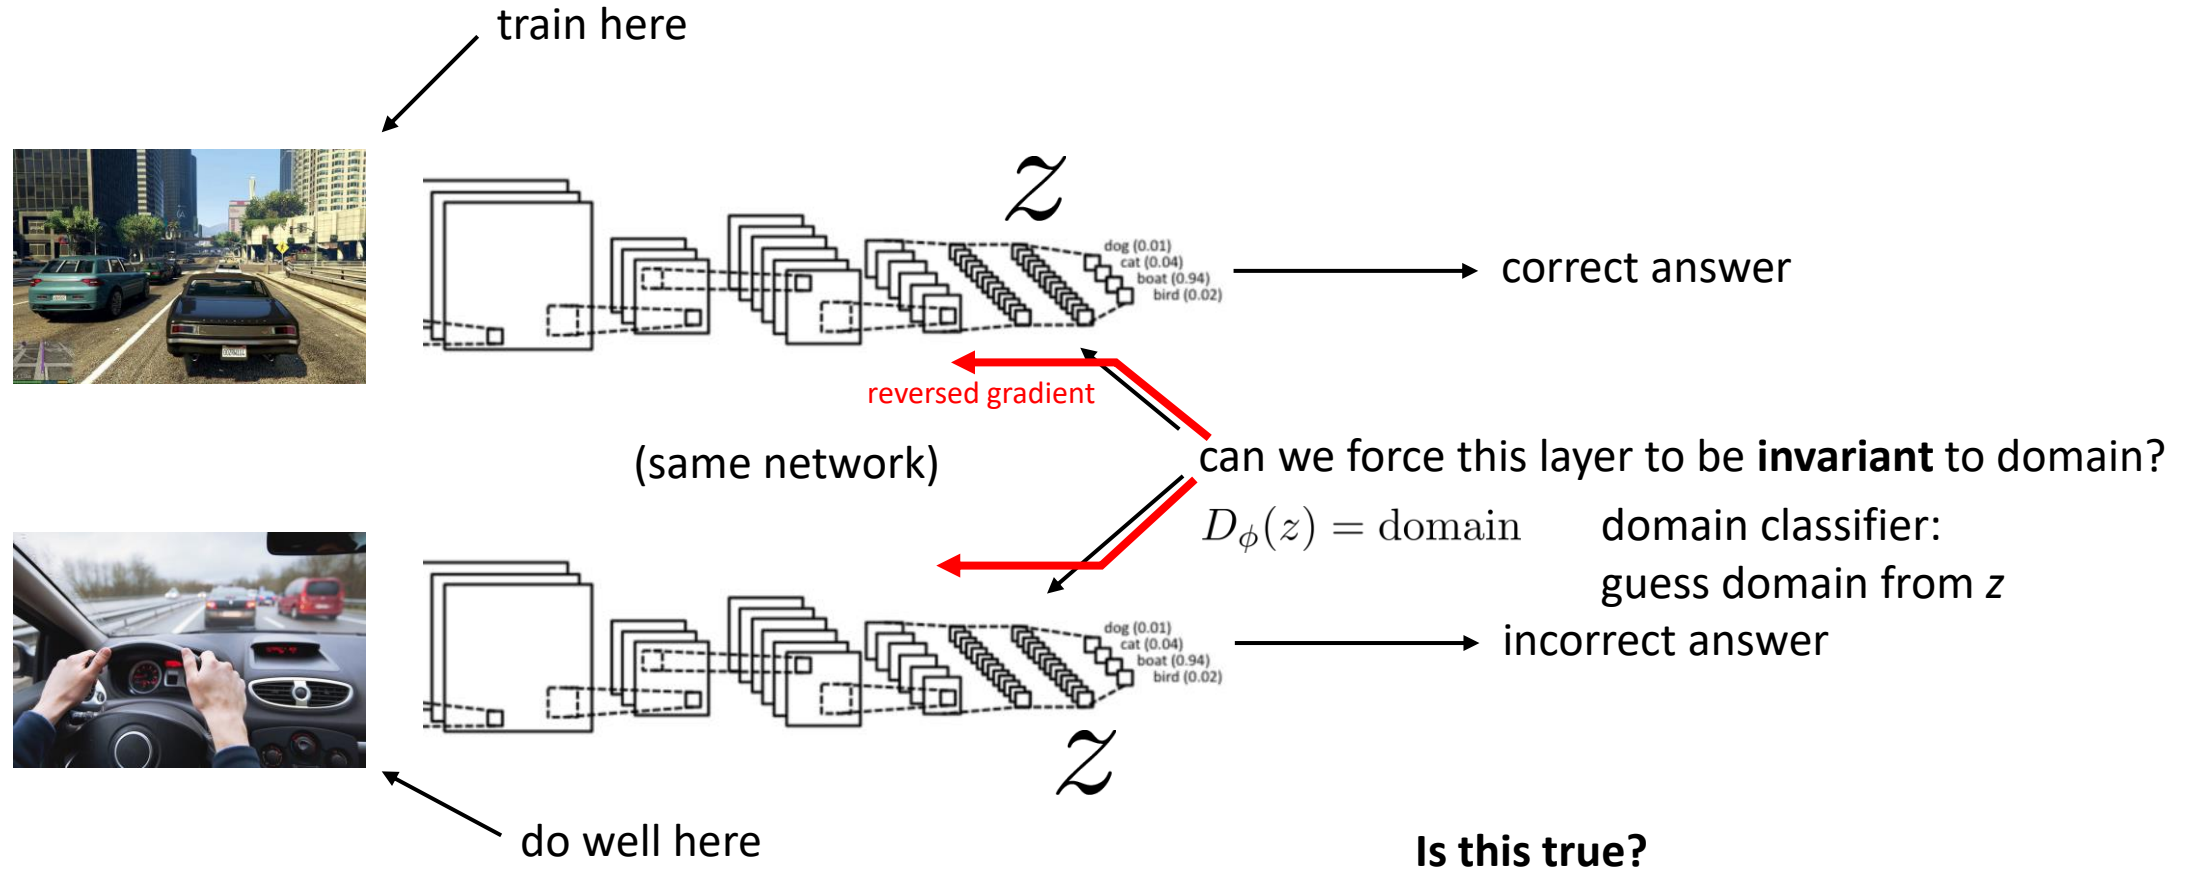 train here
z
dog (0.01)
cat (0.04)
boat (0.94)
bird (0.02)
correct answer
reversed gradient
(same network)
can we force this layer to be invariant to domain?
D_ϕ(z) = domain
domain classifier:
guess domain from z
dog (0.01)
cat (0.04)
boat (0.94)
bird (0.02)
incorrect answer
z
do well here
Is this true?